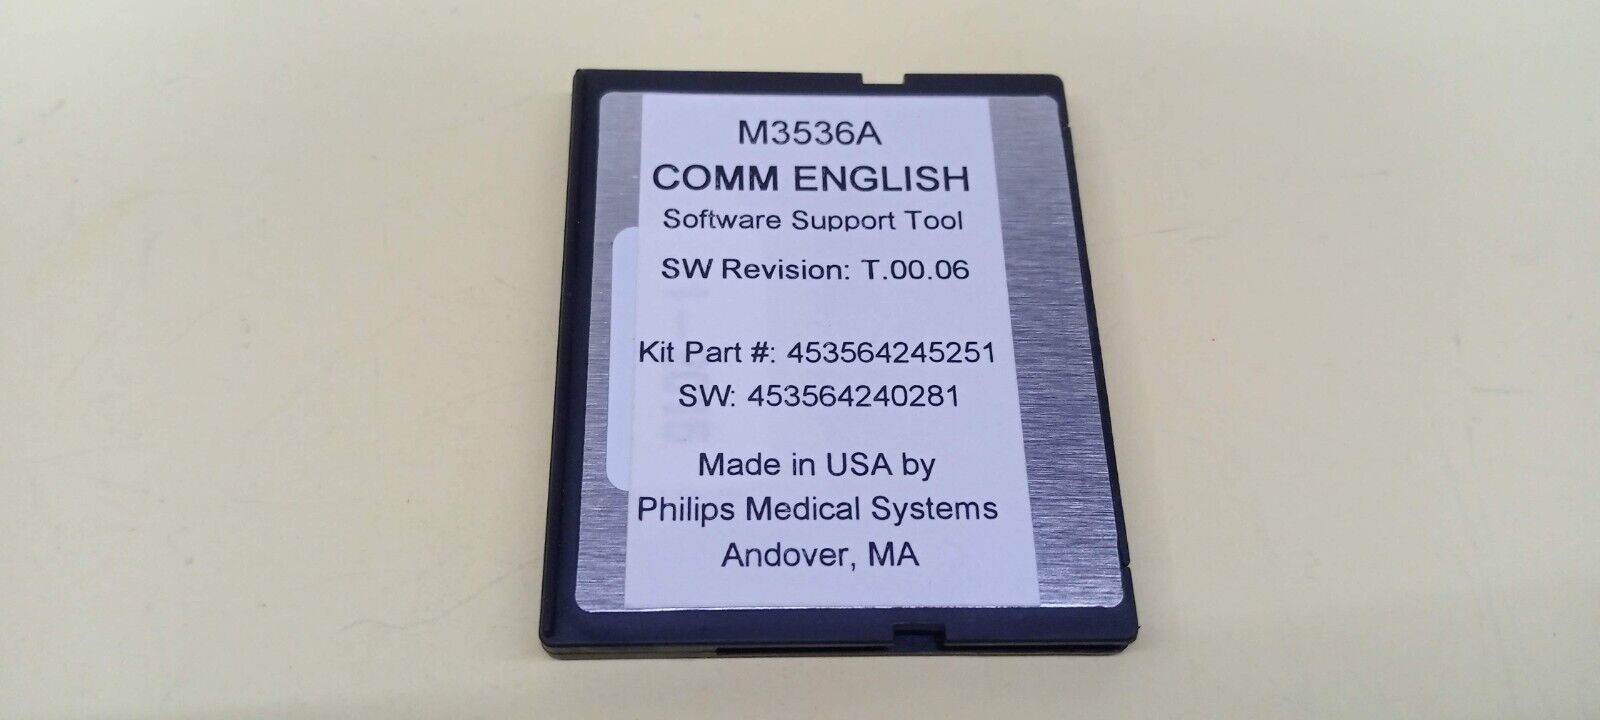 M3536A
COMM ENGLISH
Software Support Tool
SW Revision: T.00.06
Kit Part #: 453564245251
SW: 453564240281
Made in USA by
Philips Medical Systems
Andover, MA